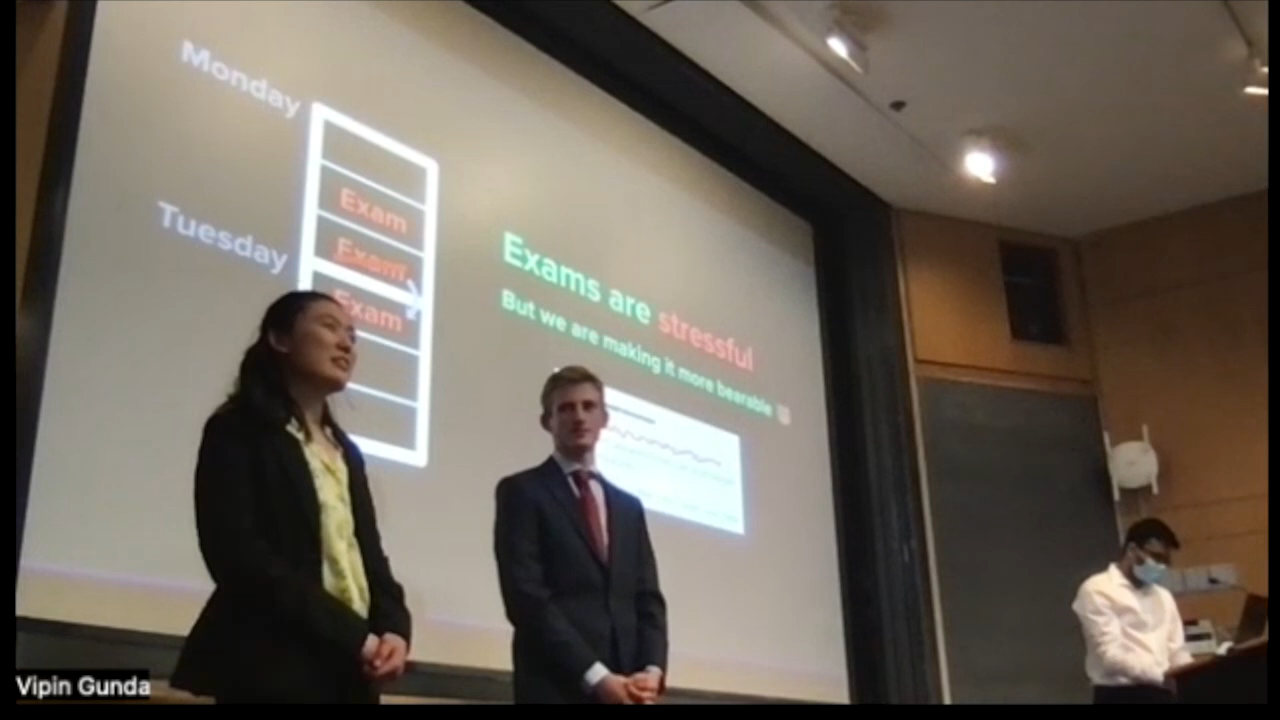 Monday
Exam
Exam
Tuesday
Exam
Exams are stressful
But we are making it more bearable
Vipin Gunda